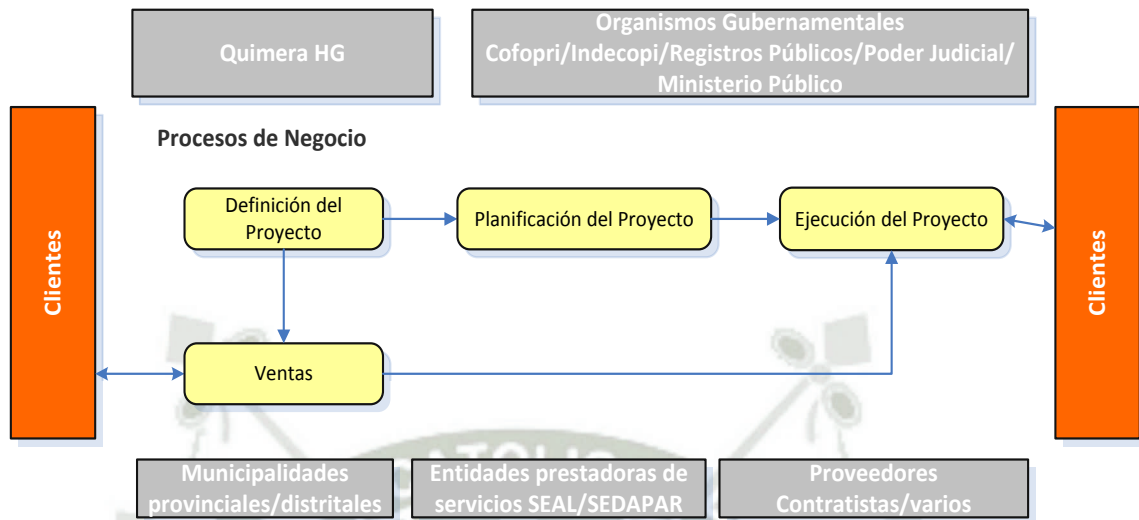 Quimera HG
Organismos Gubernamentales
Cofopri/Indecopi/Registros Públicos/Poder Judicial/
Ministerio Público
Clientes
Procesos de Negocio
Definición del
Proyecto
Planificación del Proyecto
Ejecución del Proyecto
Clientes
Ventas
Municipalidades
provinciales/distritales
Entidades prestadoras de
servicios SEAL/SEDAPAR
Proveedores
Contratistas/varios